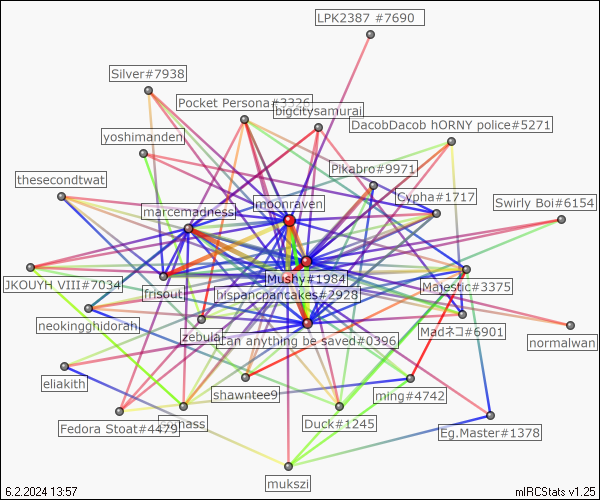 LPK2387 #7690
Silver#7938
Pocket Persona#3326
bigcitysamurai
DacobDacob hORNY police#5271
yoshimanden
Pikabro#9971
thesecondtwat
Cypha#1717
moonraven
marcemadness
Swirly Boi#6154
Mushy#1984
JKOUYH VIII#7034
frisout
hispancpancakes#2928
Majestic#3375
neokingghidorah
zebulal
Madネコ#6901
can anything be saved#0396
normalwan
eliakith
shawntee9
ming#4742
Fedora Stoat#4479
Duck#1245
Eg.Master#1378
mukszi
6.2.2024 13:57
mIRCStats v1.25